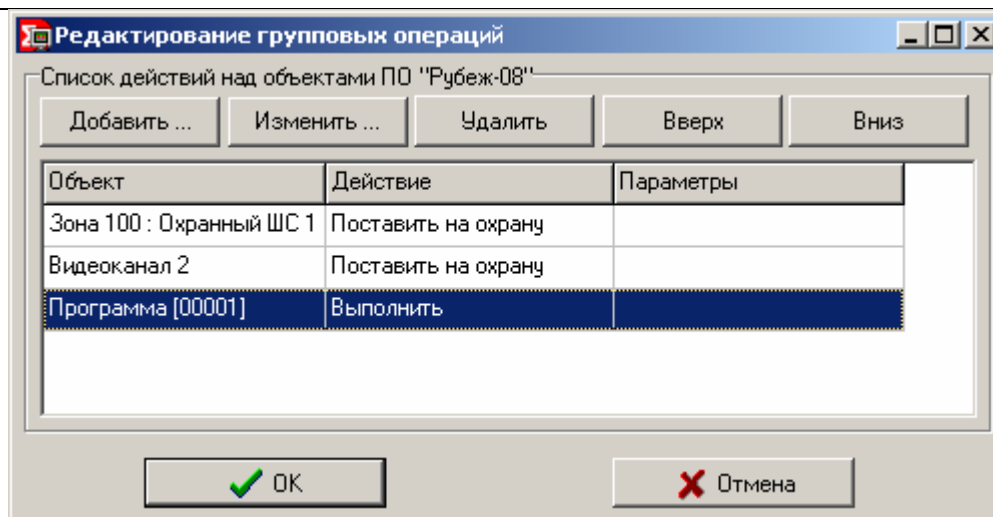 Редактирование групповых операций
Список действий над объектами ПО "Рубеж-08"
Добавить ... Изменить ... Удалить Вверх Вниз
Объект Действие Параметры
Зона 100 : Охранный ШС 1 Поставить на охрану
Видеоканал 2 Поставить на охрану
Программа [00001] Выполнить
OK Отмена